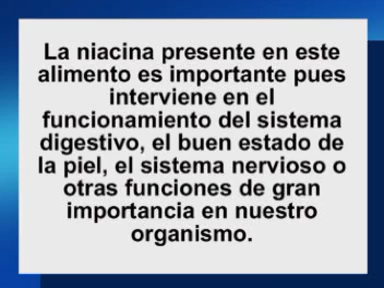 La niacina presente en este
alimento es importante pues
interviene en el
funcionamiento del sistema
digestivo, el buen estado de
la piel, el sistema nervioso o
otras funciones de gran
importancia en nuestro
organismo.